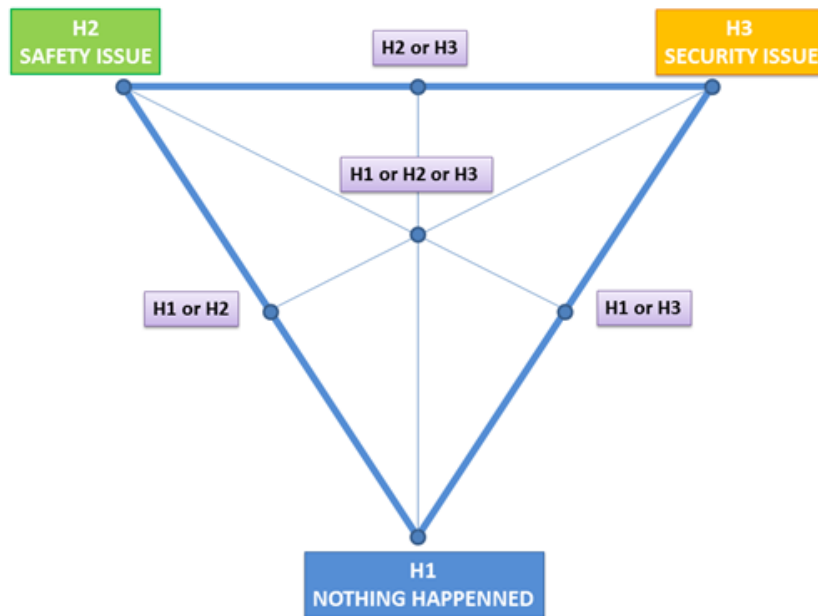 H2
SAFETY ISSUE
H3
SECURITY ISSUE
H2 or H3
H1 or H2 or H3
H1 or H2
H1 or H3
H1
NOTHING HAPPENNED